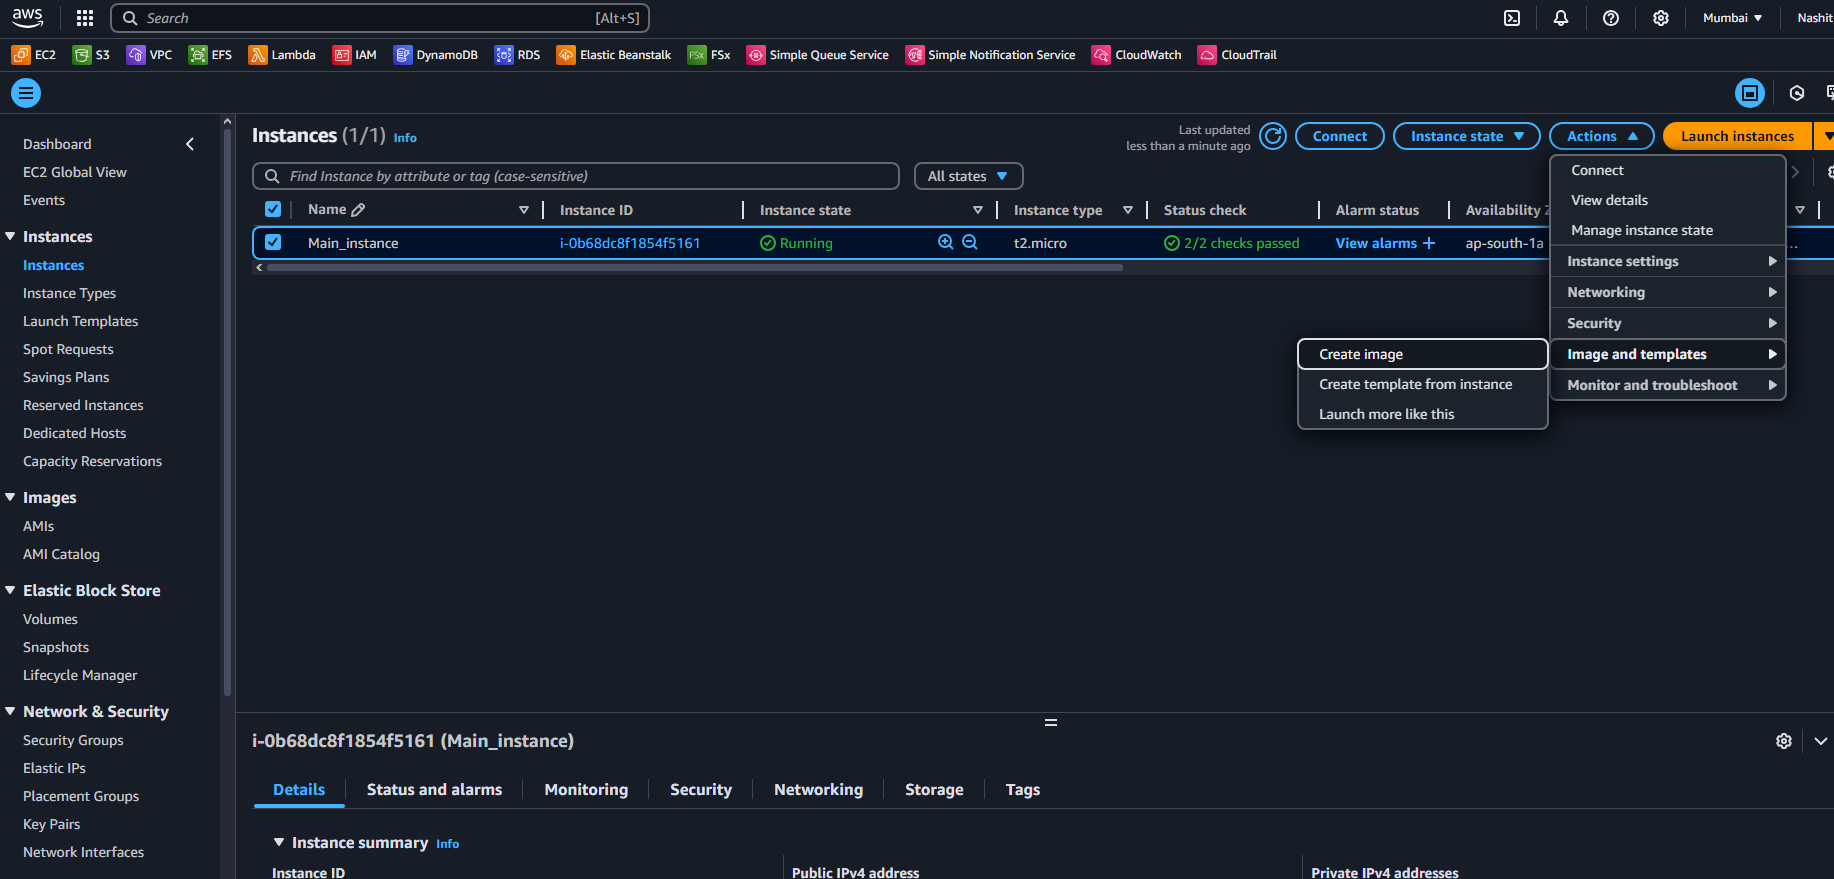 aws
Search [Alt+S]
Mumbai
Nashit
EC2 S3 VPC EFS Lambda IAM DynamoDB RDS Elastic Beanstalk FSx Simple Queue Service Simple Notification Service CloudWatch CloudTrail
Dashboard
EC2 Global View
Events
Instances
Instances
Instance Types
Launch Templates
Spot Requests
Savings Plans
Reserved Instances
Dedicated Hosts
Capacity Reservations
Images
AMIs
AMI Catalog
Elastic Block Store
Volumes
Snapshots
Lifecycle Manager
Network & Security
Security Groups
Elastic IPs
Placement Groups
Key Pairs
Network Interfaces
Instances (1/1) Info
Last updated
less than a minute ago
Connect
Instance state
Actions
Launch instances
Find Instance by attribute or tag (case-sensitive)
All states
Name Instance ID Instance state Instance type Status check Alarm status Availability Z
Main_instance i-0b68dc8f1854f5161 Running t2.micro 2/2 checks passed View alarms + ap-south-1a ...
Connect
View details
Manage instance state
Instance settings
Networking
Security
Image and templates
Monitor and troubleshoot
Create image
Create template from instance
Launch more like this
i-0b68dc8f1854f5161 (Main_instance)
Details Status and alarms Monitoring Security Networking Storage Tags
Instance summary Info
Instance ID Public IPv4 address Private IPv4 addresses